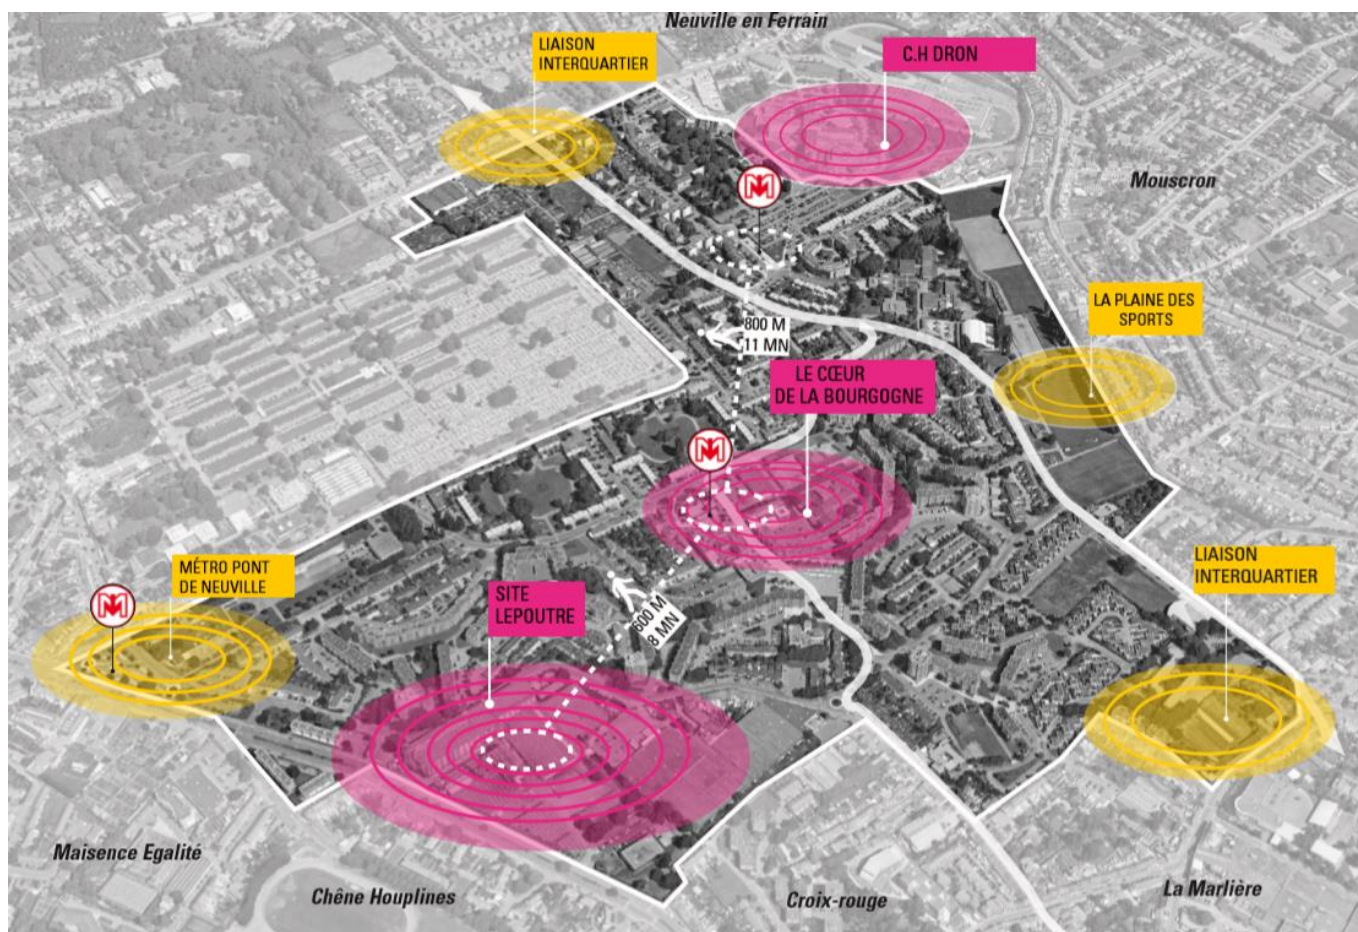 Neuville en Ferrain
LIAISON
INTERQUARTIER
C.H DRON
Mouscron
LA PLAINE DES
SPORTS
800 M
11 MN
LE CŒUR
DE LA BOURGOGNE
MÉTRO PONT
DE NEUVILLE
SITE
LEPOUTRE
600 M
8 MN
LIAISON
INTERQUARTIER
Maisence Egalité
Chêne Houplines
Croix-rouge
La Marlière